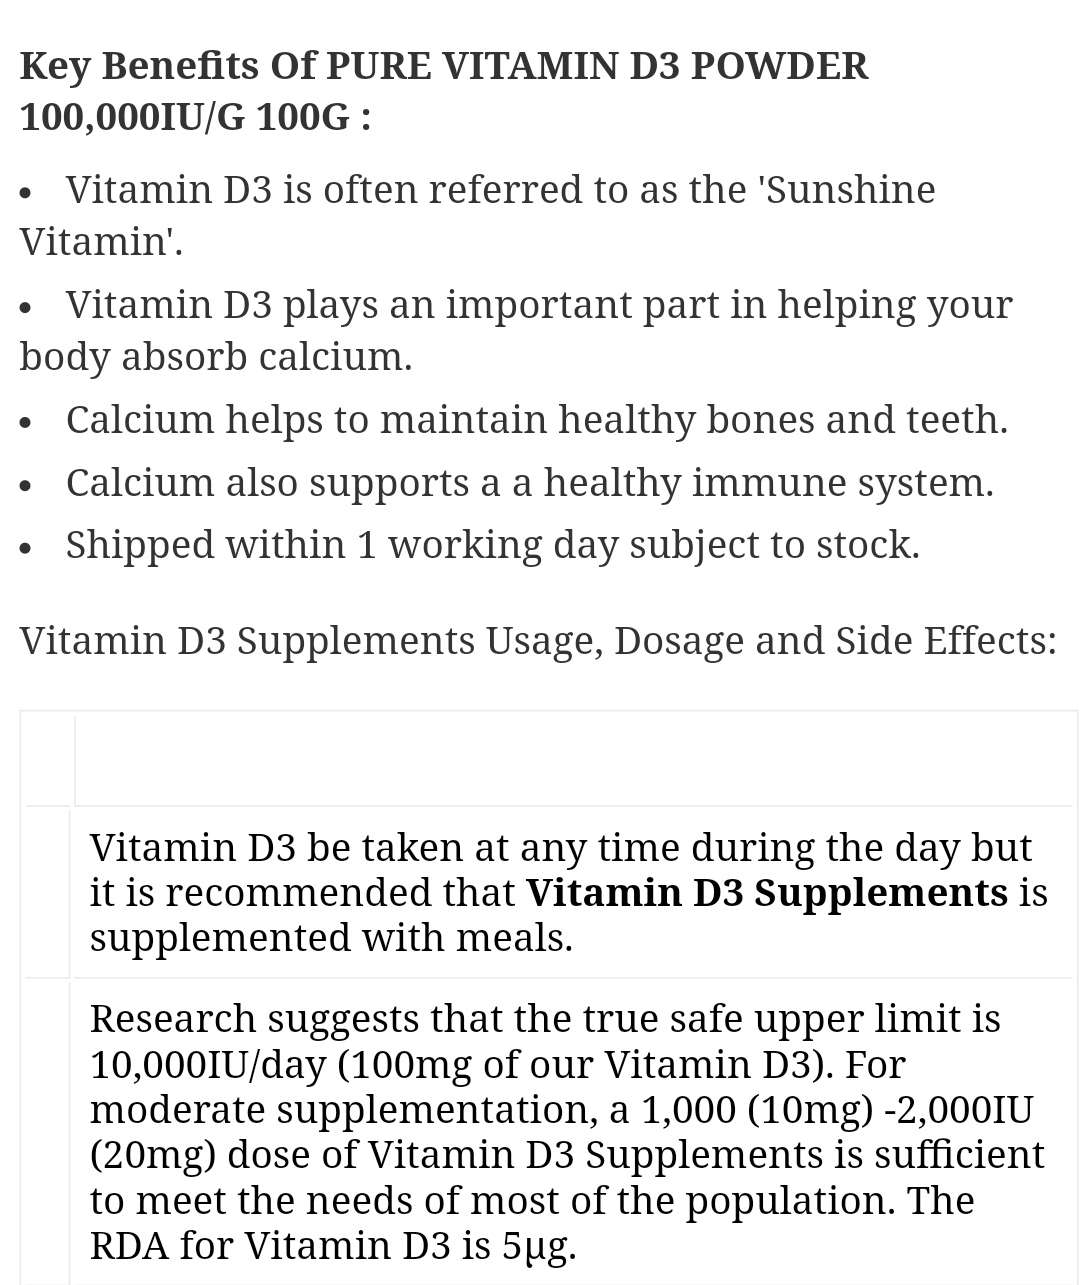 Key Benefits Of PURE VITAMIN D3 POWDER
100,000IU/G 100G :
• Vitamin D3 is often referred to as the 'Sunshine
Vitamin'.
• Vitamin D3 plays an important part in helping your
body absorb calcium.
• Calcium helps to maintain healthy bones and teeth.
• Calcium also supports a a healthy immune system.
• Shipped within 1 working day subject to stock.
Vitamin D3 Supplements Usage, Dosage and Side Effects:
Vitamin D3 be taken at any time during the day but
it is recommended that Vitamin D3 Supplements is
supplemented with meals.
Research suggests that the true safe upper limit is
10,000IU/day (100mg of our Vitamin D3). For
moderate supplementation, a 1,000 (10mg) -2,000IU
(20mg) dose of Vitamin D3 Supplements is sufficient
to meet the needs of most of the population. The
RDA for Vitamin D3 is 5μg.